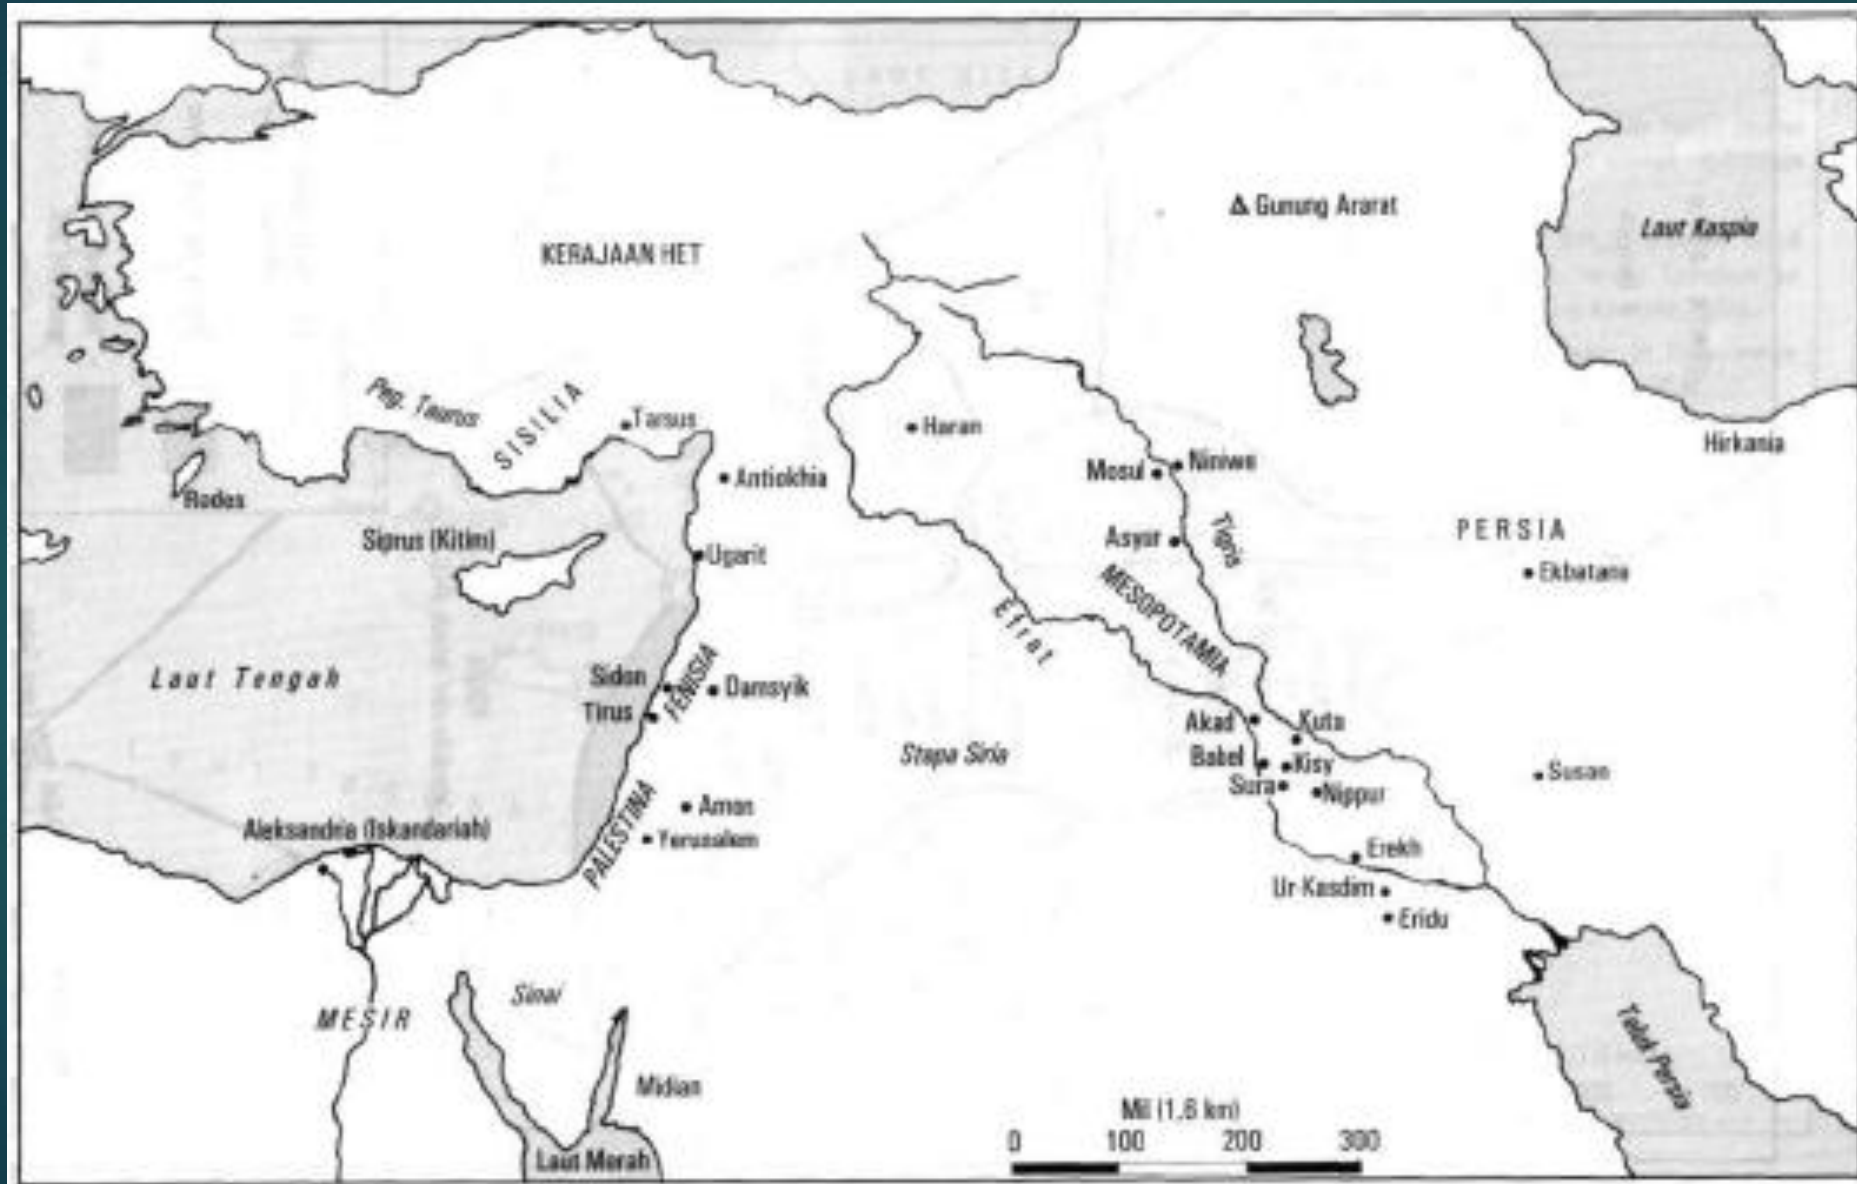 Gunung Ararat
Laut Kaspia
KERAJAAN HET
Peg. Taurus
SISILIA
Tarsus
Haran
Hirkania
Mosul
Niniwe
Antiokhia
Rodes
Siprus (Kitim)
Ugarit
Asyur
Tigris
PERSIA
Ekbatana
MESOPOTAMIA
Efrat
Laut Tengah
Sidon
FENISIA
Damsyik
Tirus
Akad
Kuta
Stepa Siria
Babel
Kisy
Susan
Sura
Nippur
Amon
Aleksandria (Iskandariah)
PALESTINA
Yerusalem
Erekh
Ur-Kasdim
Eridu
Sinai
MESIR
Teluk Persia
Midian
Mil (1,6 km)
0 100 200 300
Laut Merah